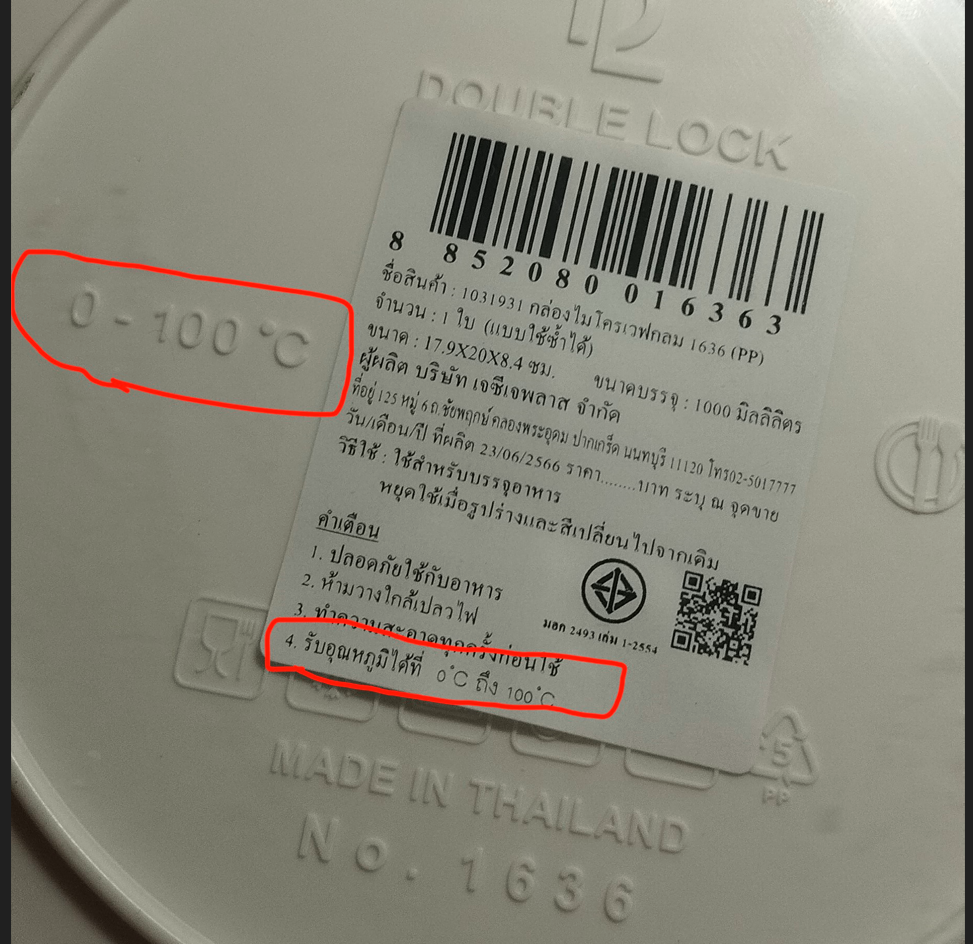 DOUBLE LOCK
8 852080 016363
ชื่อสินค้า : 1031931 กล่องไมโครเวฟกลม 1636 (PP)
จำนวน : 1 ใบ (แบบใช้ซ้ำได้)
ขนาด : 17.9X20X8.4 ซม. ขนาดบรรจุ : 1000 มิลลิลิตร
ผู้ผลิต บริษัท เจซีเจพลาส จำกัด
ที่อยู่ 125 หมู่ 6 ถ.ชัยพฤกษ์ คลองพระอุดม ปากเกร็ด นนทบุรี 11120 โทร02-5017777
วัน/เดือน/ปี ที่ผลิต 23/06/2566 ราคา........บาท ระบุ ณ จุดขาย
วิธีใช้ : ใช้สำหรับบรรจุอาหาร
หยุดใช้เมื่อรูปร่างและสีเปลี่ยนไปจากเดิม
คำเตือน
1. ปลอดภัยใช้กับอาหาร
2. ห้ามวางใกล้เปลวไฟ
3. ทำความสะอาดทุกครั้งก่อนใช้
4. รับอุณหภูมิได้ที่ 0°C ถึง 100°C
มอก 2493 เล่ม 1-2554
0 - 100 °C
5
PP
MADE IN THAILAND
No. 1636